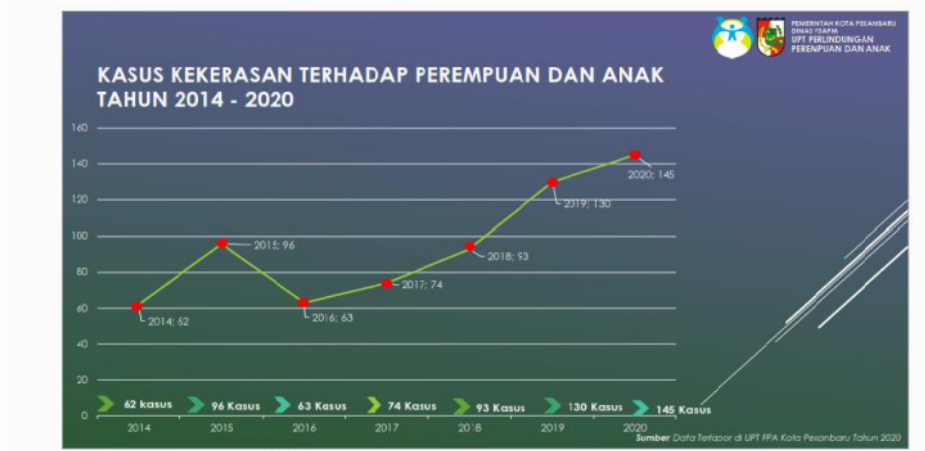 PEMERINTAH KOTA PEKANBARU
DINAS P3APM
UPT PERLINDUNGAN
PEREMPUAN DAN ANAK
KASUS KEKERASAN TERHADAP PEREMPUAN DAN ANAK
TAHUN 2014 - 2020
160
140
120
100
80
60
40
20
0
2014; 62
2015; 96
2016; 63
2017; 74
2018; 93
2019; 130
2020; 145
62 kasus
96 Kasus
63 Kasus
74 Kasus
93 Kasus
130 Kasus
145 Kasus
2014
2015
2016
2017
2018
2019
2020
Sumber Data Terlapor di UPT PPA Kota Pekanbaru Tahun 2020